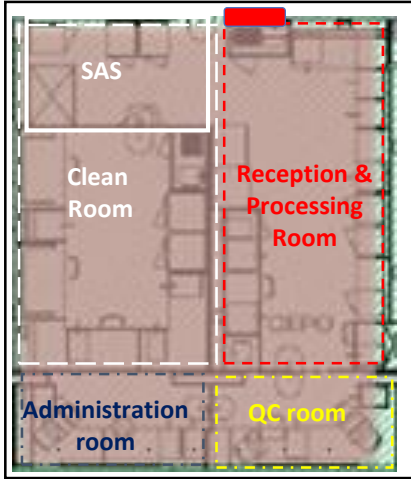 SAS
Clean
Room
Reception &
Processing
Room
Administration
room
QC room